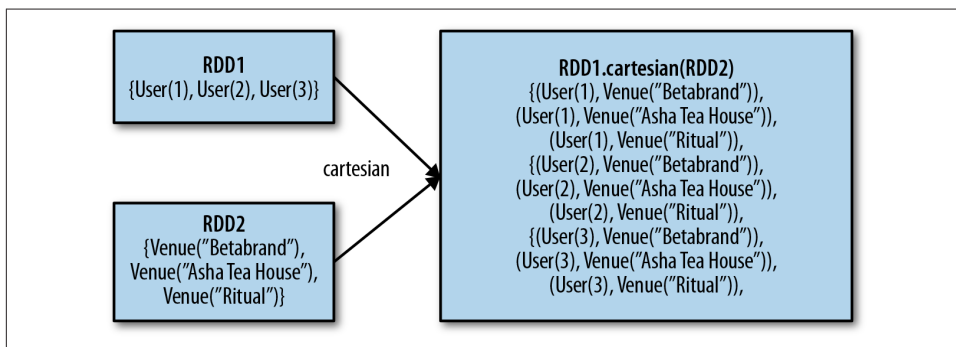 RDD1
{User(1), User(2), User(3)}
cartesian
RDD2
{Venue(”Betabrand”),
Venue(”Asha Tea House”),
Venue(”Ritual”)}
RDD1.cartesian(RDD2)
{(User(1), Venue(”Betabrand”)),
(User(1), Venue(”Asha Tea House”)),
(User(1), Venue(”Ritual”)),
{(User(2), Venue(”Betabrand”)),
(User(2), Venue(”Asha Tea House”)),
(User(2), Venue(”Ritual”)),
{(User(3), Venue(”Betabrand”)),
(User(3), Venue(”Asha Tea House”)),
(User(3), Venue(”Ritual”)),